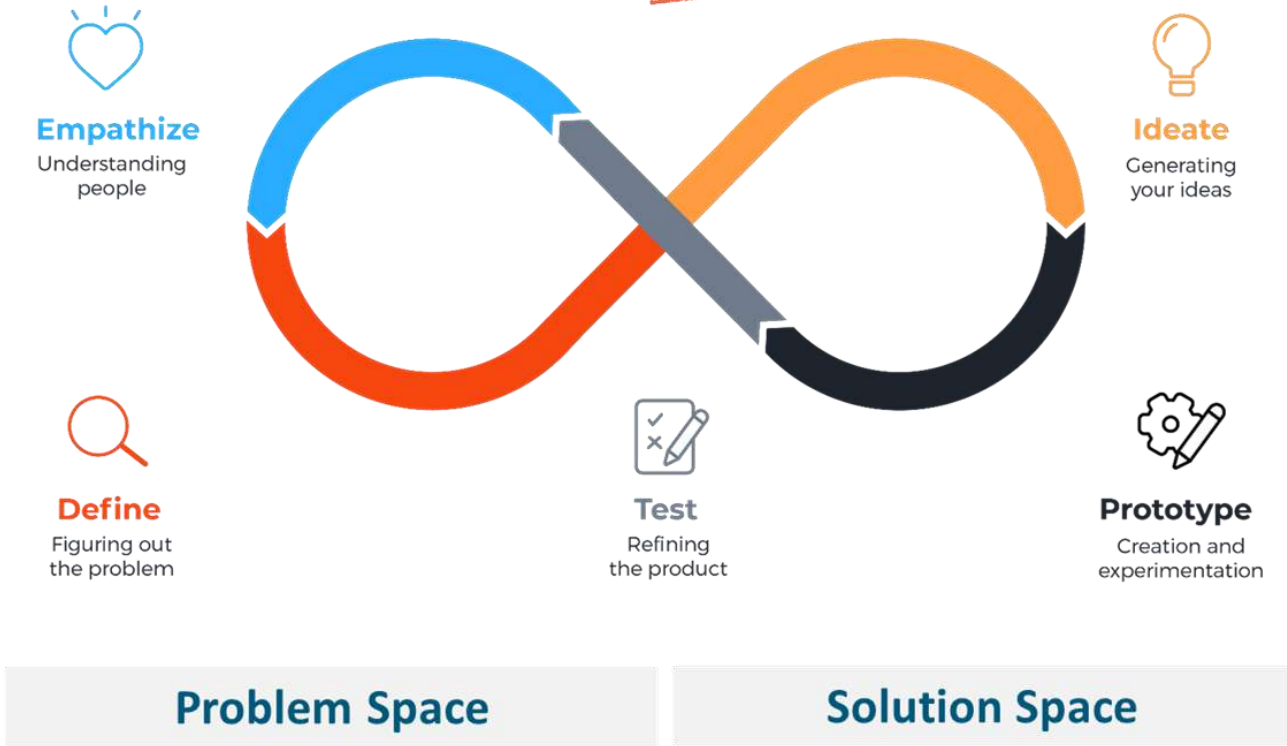 Empathize
Understanding
people
Ideate
Generating
your ideas
Define
Figuring out
the problem
Test
Refining
the product
Prototype
Creation and
experimentation
Problem Space
Solution Space